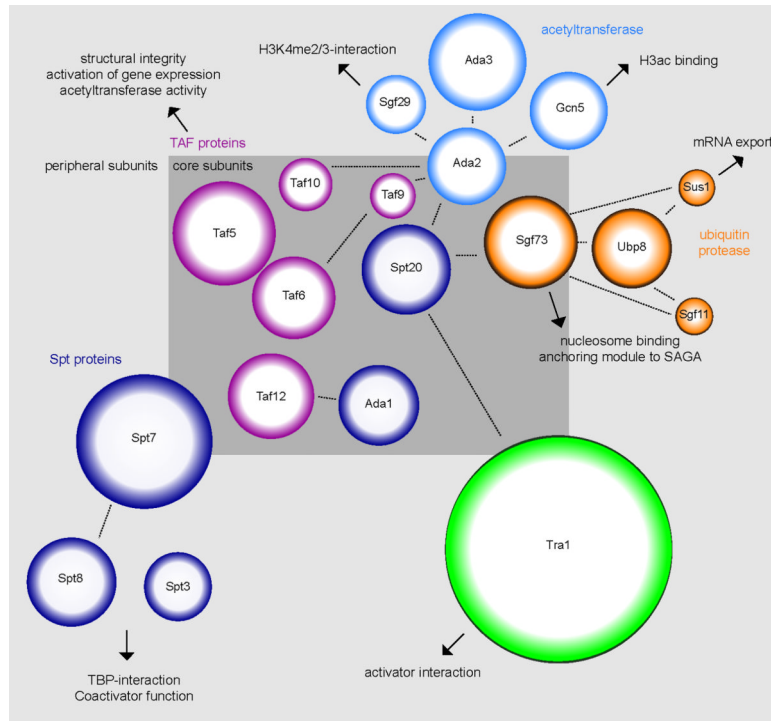 structural integrity
activation of gene expression
acetyltransferase activity
H3K4me2/3-interaction
acetyltransferase
Ada3
H3ac binding
Sgf29
Gcn5
TAF proteins
mRNA export
peripheral subunits
core subunits
Ada2
Taf10
Taf9
Sus1
Taf5
Sgf73
Ubp8
ubiquitin
protease
Spt20
Taf6
Sgf11
nucleosome binding
anchoring module to SAGA
Spt proteins
Taf12
Ada1
Spt7
Tra1
Spt8
Spt3
TBP-interaction
Coactivator function
activator interaction